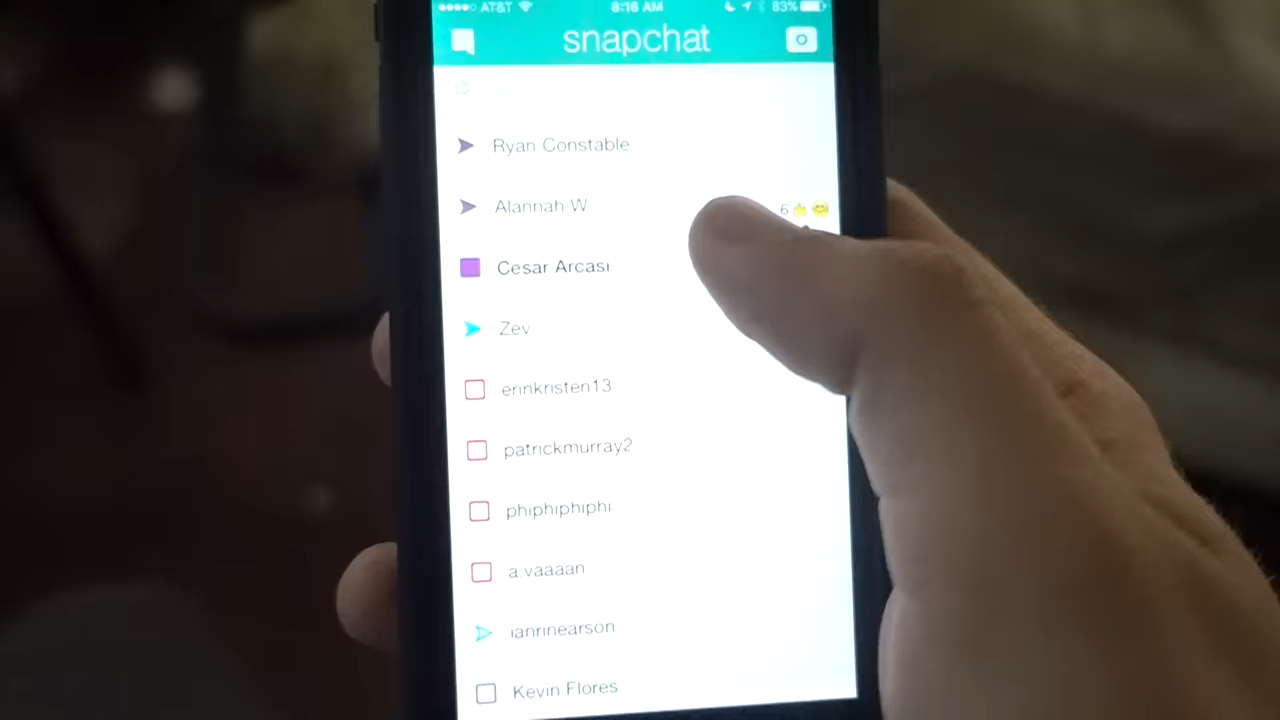 AT&T 8:16 AM 83%
snapchat
Ryan Constable
Alannah W 6
Cesar Arcasi
Zev
erinkristen13
patrickmurray2
phiphiphiphi
a.vaaaan
ianrinearson
Kevin Flores